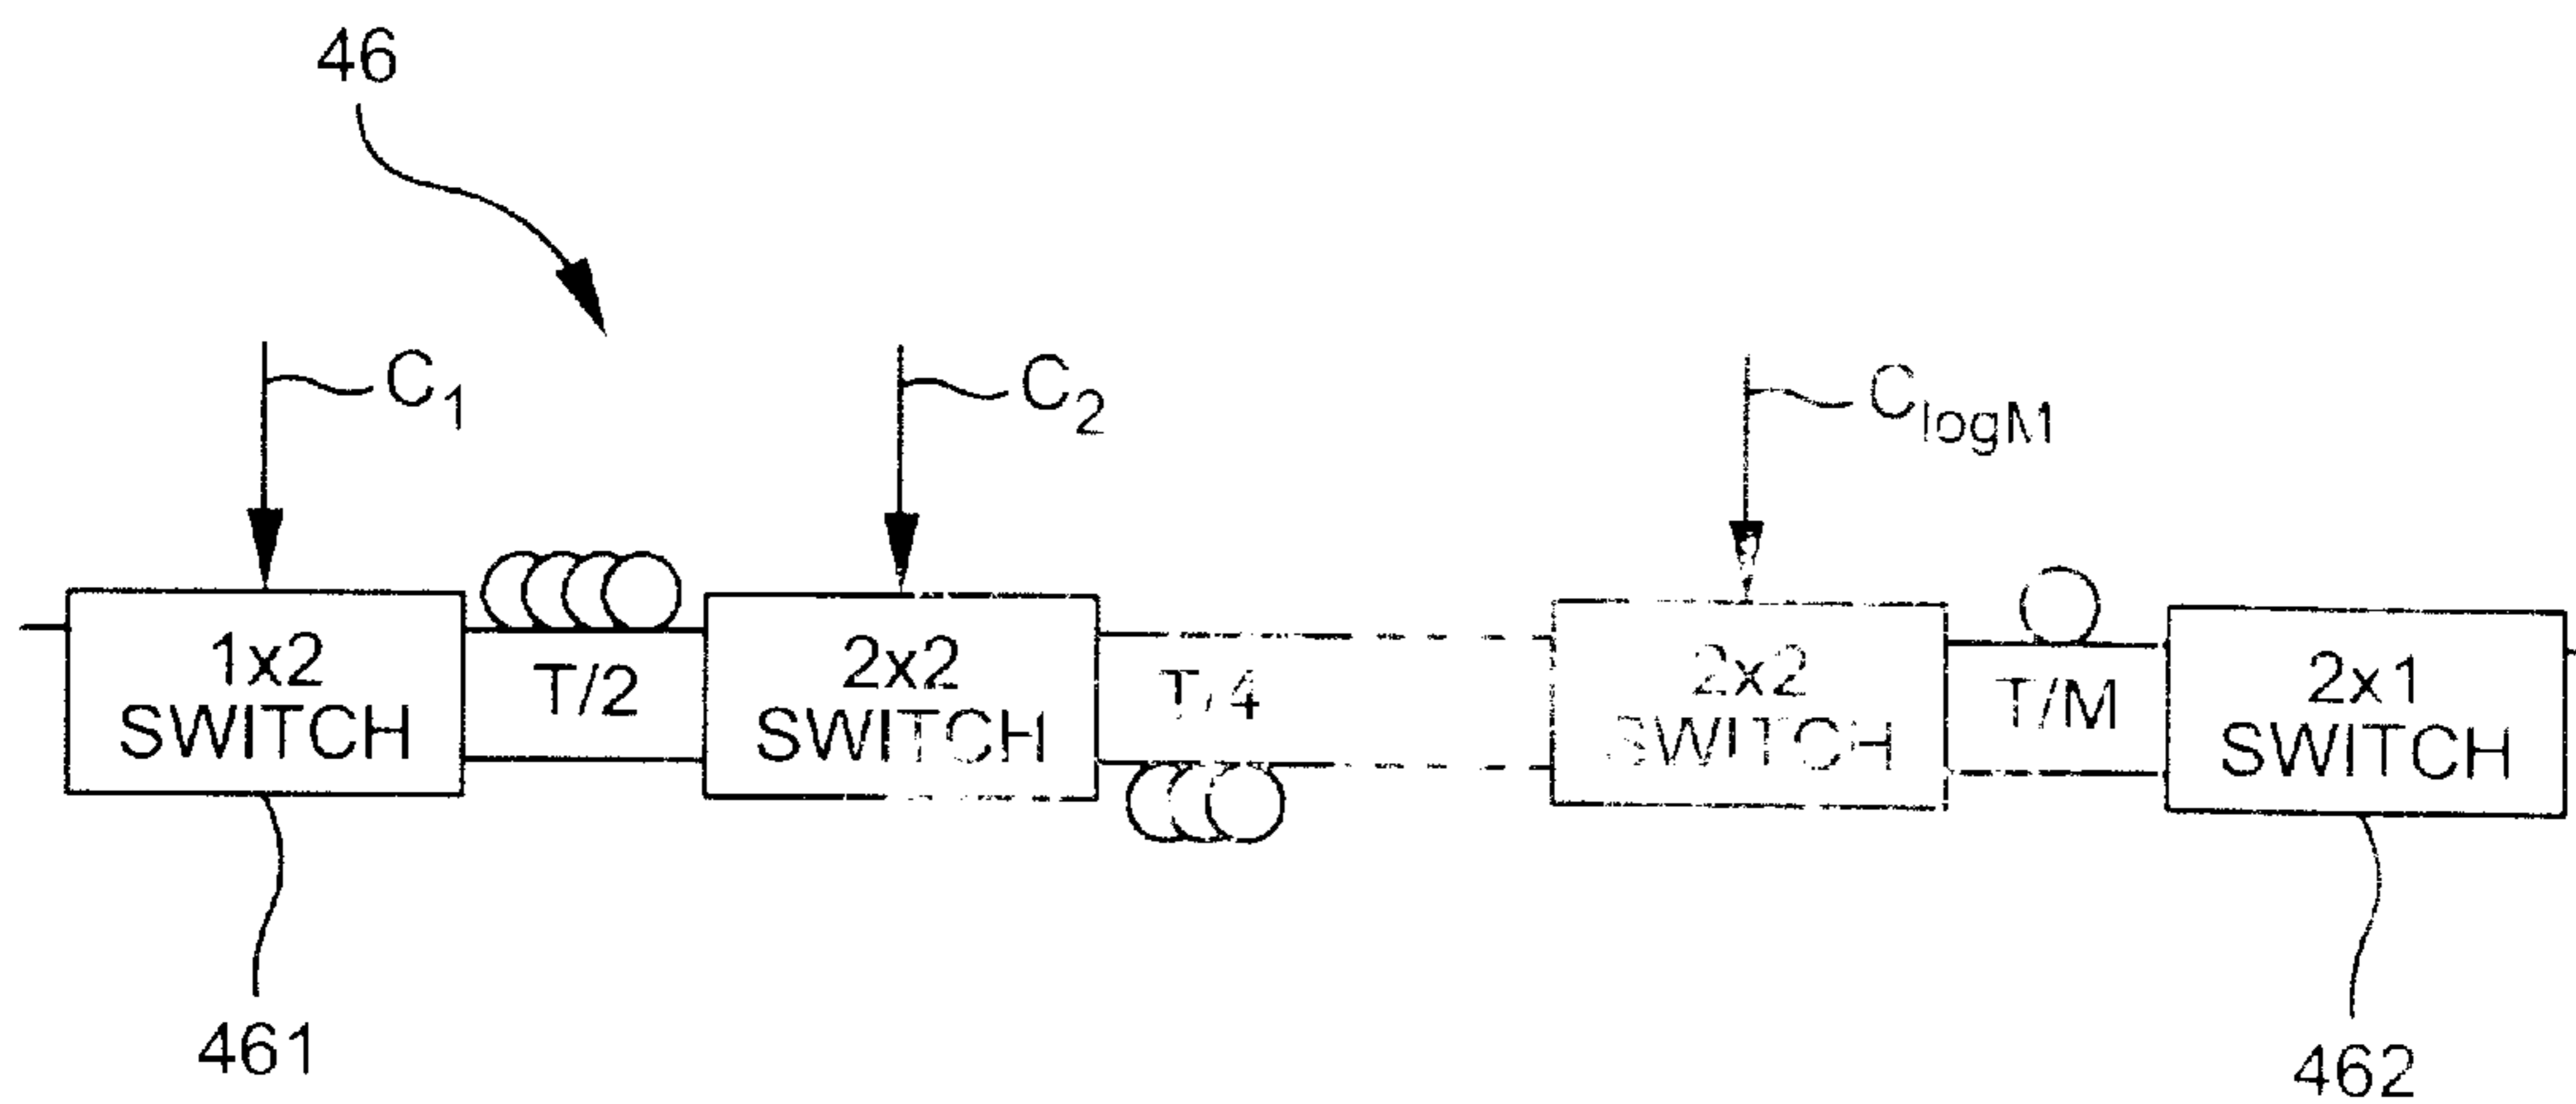 46
C1
C2
ClogM
1x2
SWITCH
T/2
2x2
SWITCH
T/4
2x2
SWITCH
T/M
2x1
SWITCH
461
462